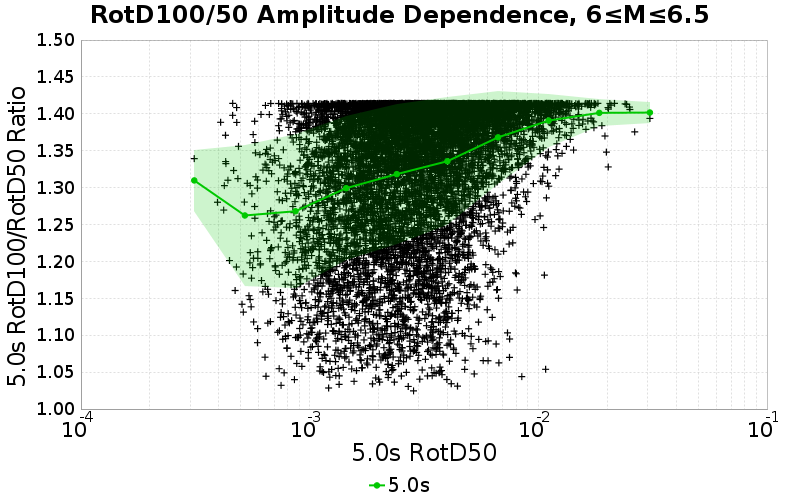 RotD100/50 Amplitude Dependence, 6≤M≤6.5
5.0s RotD100/RotD50 Ratio
1.50
1.45
1.40
1.35
1.30
1.25
1.20
1.15
1.10
1.05
1.00
10-4 10-3 10-2 10-1
5.0s RotD50
5.0s